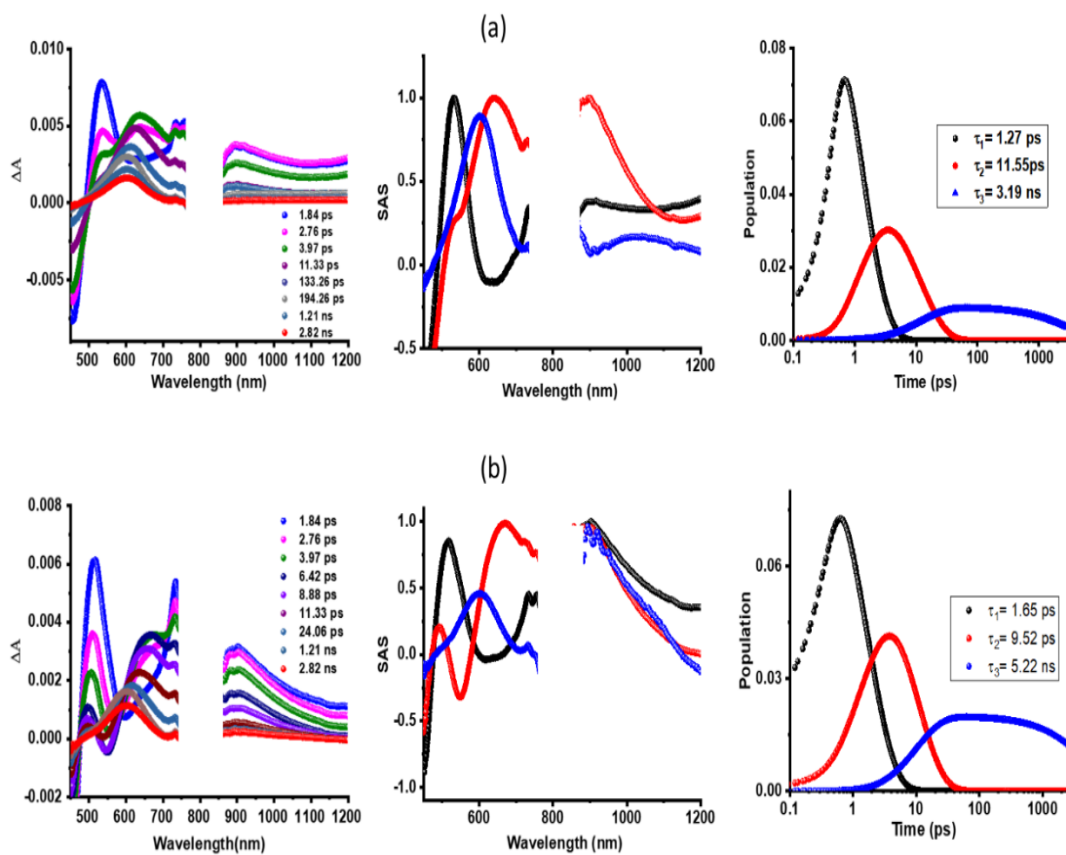 (a)
0.010
0.005
0.000
-0.005
ΔA
1.84 ps
2.76 ps
3.97 ps
11.33 ps
133.26 ps
194.26 ps
1.21 ns
2.82 ns
500 600 700 800 900 1000 1100 1200
Wavelength (nm)
1.0
0.5
0.0
-0.5
SAS
600 800 1000 1200
Wavelength (nm)
0.08
0.06
0.04
0.02
0.00
Population
τ1= 1.27 ps
τ2= 11.55ps
τ3= 3.19 ns
0.1 1 10 100 1000
Time (ps)
(b)
0.008
0.006
0.004
0.002
0.000
-0.002
ΔA
1.84 ps
2.76 ps
3.97 ps
6.42 ps
8.88 ps
11.33 ps
24.06 ps
1.21 ns
2.82 ns
500 600 700 800 900 1000 1100 1200
Wavelength(nm)
1.0
0.5
0.0
-0.5
-1.0
SAS
600 800 1000 1200
Wavelength (nm)
0.06
0.03
0.00
Population
τ1= 1.65 ps
τ2= 9.52 ps
τ3= 5.22 ns
0.1 1 10 100 1000
Time (ps)